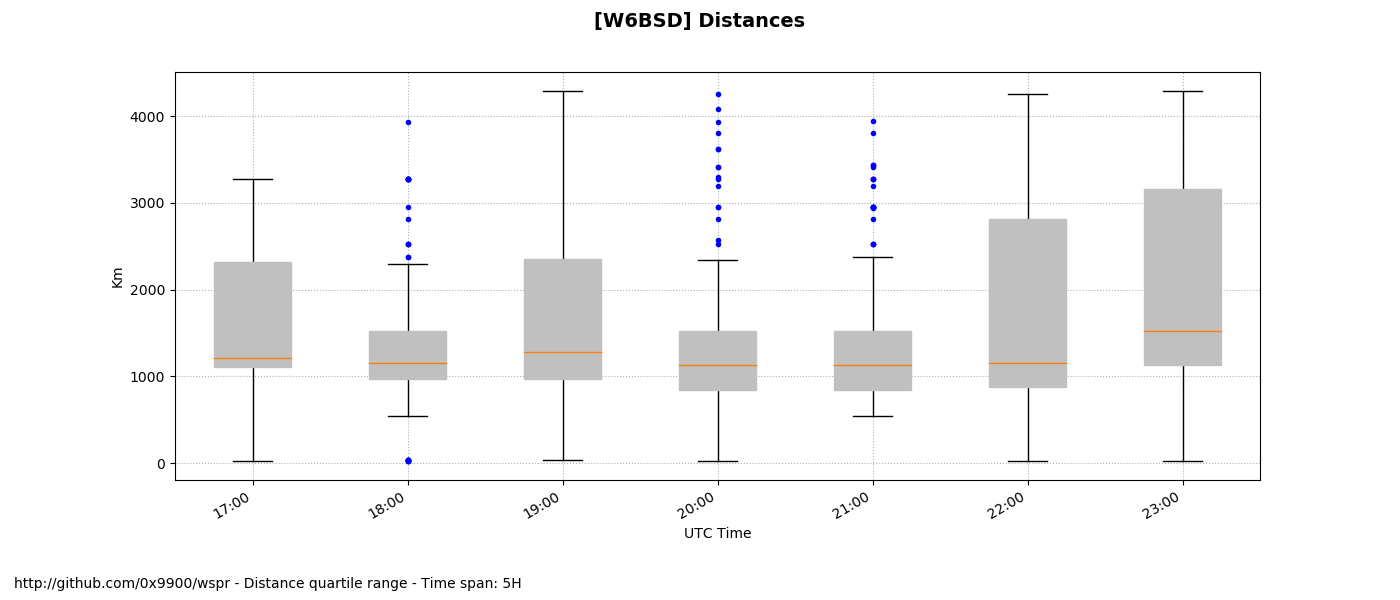 [W6BSD] Distances
4000
3000
2000
1000
0
Km
17:00 18:00 19:00 20:00 21:00 22:00 23:00
UTC Time
http://github.com/0x9900/wspr - Distance quartile range - Time span: 5H